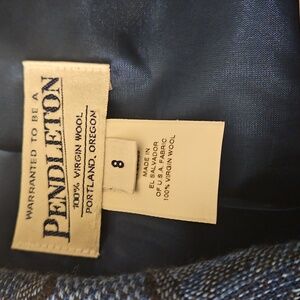 WARRANTED TO BE A
PENDLETON
100% VIRGIN WOOL
PORTLAND, OREGON
8
MADE IN
EL SALVADOR
OF U.S.A. FABRIC
100% VIRGIN WOOL